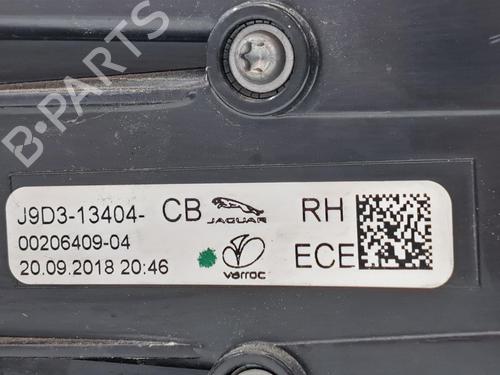 B-PARTS
J9D3-13404- CB JAGUAR RH
00206409-04
20.09.2018 20:46 varroc ECE